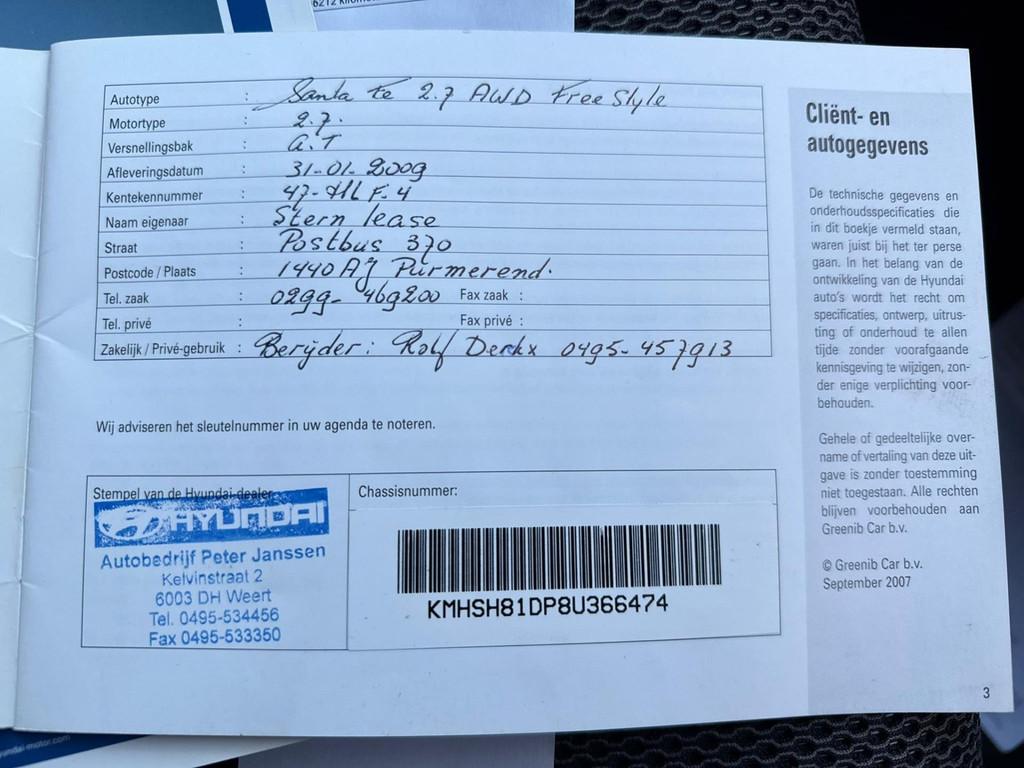 6212 kilom
Autotype : Santa Fe 2.7 AWD Free Style
Motortype : 2.7.
Versnellingsbak : a.T
Afleveringsdatum : 31-01-2009
Kentekennummer :
Naam eigenaar : Stern lease
Straat : Postbus 370
Postcode / Plaats : 1440 AJ Purmerend.
Tel. zaak : 0299-469200 Fax zaak :
Tel. privé : Fax privé :
Zakelijk / Privé-gebruik : Berijder: Rolf Derkx 0495-457913
Wij adviseren het sleutelnummer in uw agenda te noteren.
Stempel van de Hyundai-dealer
HYUNDAI
Autobedrijf Peter Janssen
Kelvinstraat 2
6003 DH Weert
Tel. 0495-534456
Fax 0495-533350
Chassisnummer:
KMHSH81DP8U366474
Cliënt- en
autogegevens
De technische gegevens en
onderhoudsspecificaties die
in dit boekje vermeld staan,
waren juist bij het ter perse
gaan. In het belang van de
ontwikkeling van de Hyundai
auto's wordt het recht om
specificaties, ontwerp, uitrus-
ting of onderhoud te allen
tijde zonder voorafgaande
kennisgeving te wijzigen, zon-
der enige verplichting voor-
behouden.
Gehele of gedeeltelijke over-
name of vertaling van deze uit-
gave is zonder toestemming
niet toegestaan. Alle rechten
blijven voorbehouden aan
Greenib Car b.v.
© Greenib Car b.v.
September 2007
3
yundai-motor.com